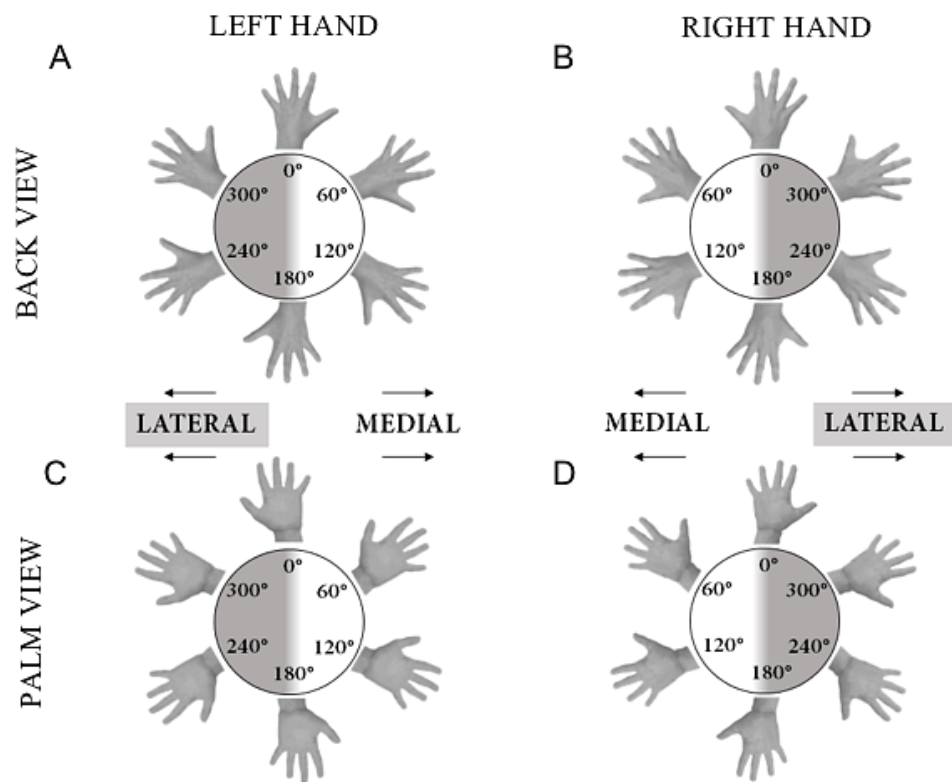 LEFT HAND
RIGHT HAND
A
B
BACK VIEW
0°
300°
60°
240°
120°
180°
0°
60°
300°
120°
240°
180°
LATERAL
MEDIAL
MEDIAL
LATERAL
C
D
PALM VIEW
0°
300°
60°
240°
120°
180°
0°
60°
300°
120°
240°
180°